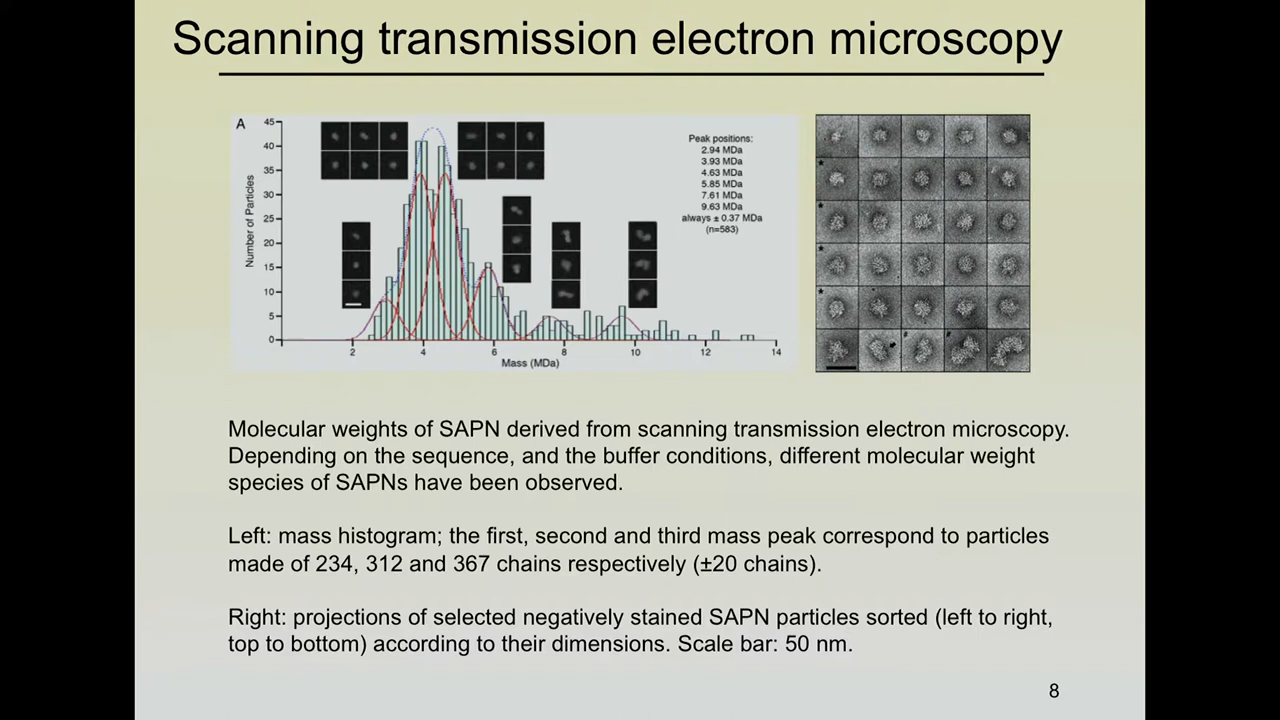 Scanning transmission electron microscopy
A
45
40
35
30
25
20
15
10
5
0
Number of Particles
2 4 6 8 10 12 14
Mass (MDa)
Peak positions:
2.94 MDa
3.93 MDa
4.63 MDa
5.85 MDa
7.61 MDa
9.63 MDa
always ± 0.37 MDa
(n=583)
*
*
*
*
#
#
Molecular weights of SAPN derived from scanning transmission electron microscopy.
Depending on the sequence, and the buffer conditions, different molecular weight
species of SAPNs have been observed.
Left: mass histogram; the first, second and third mass peak correspond to particles
made of 234, 312 and 367 chains respectively (±20 chains).
Right: projections of selected negatively stained SAPN particles sorted (left to right,
top to bottom) according to their dimensions. Scale bar: 50 nm.
8